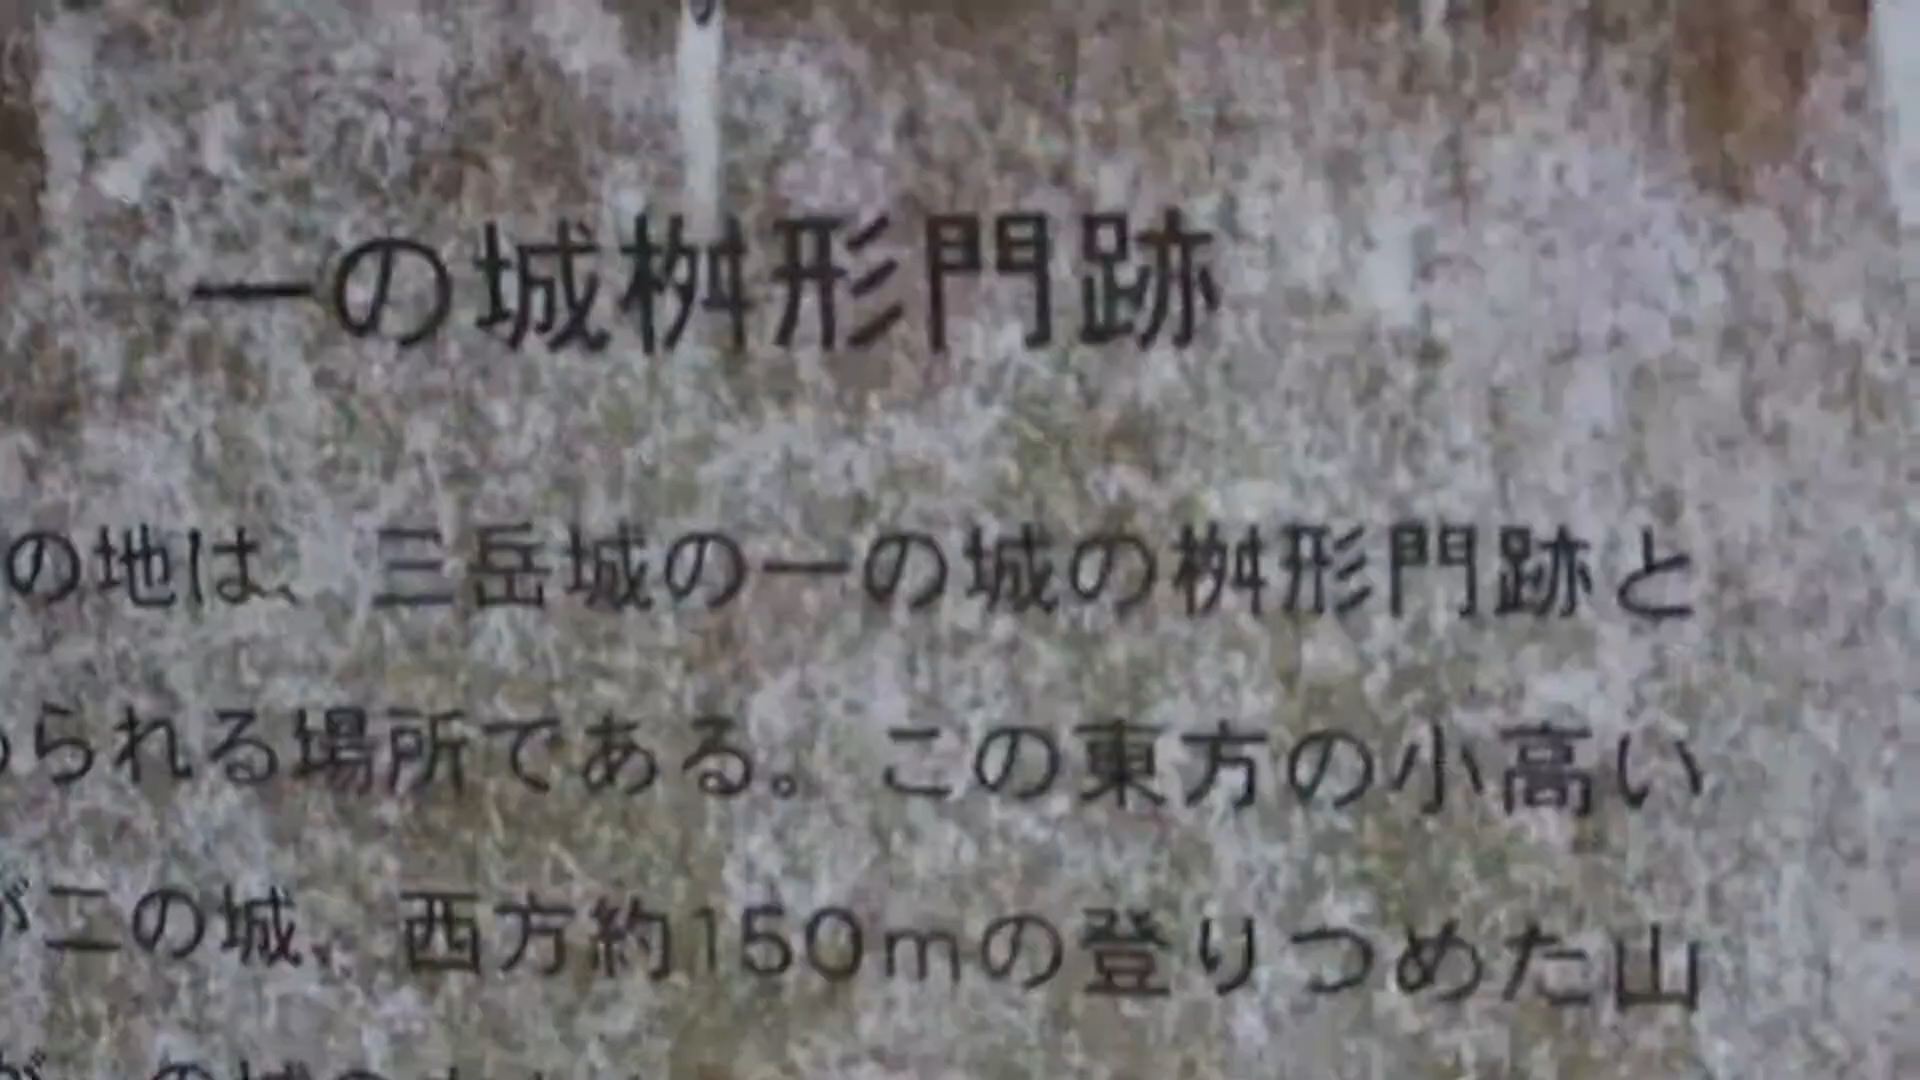 一の城桝形門跡
の地は、三岳城の一の城の桝形門跡と
られる場所である。この東方の小高い
が二の城、西方約150mの登りつめた山